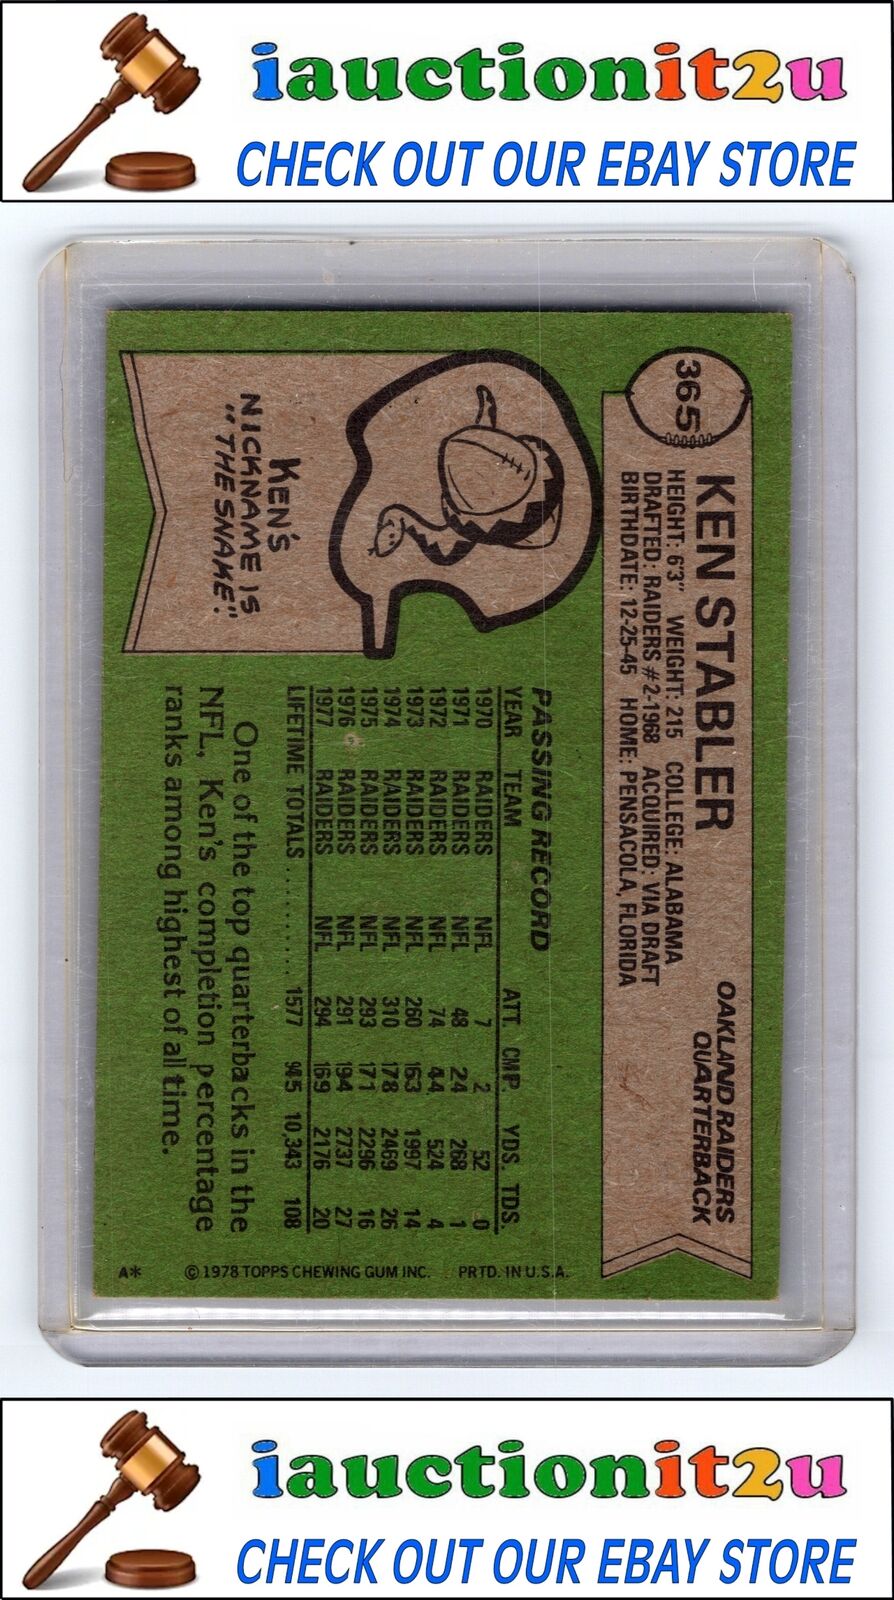 iauctionit2u
CHECK OUT OUR EBAY STORE
365
KEN STABLER
OAKLAND RAIDERS
QUARTERBACK
HEIGHT: 6'3" WEIGHT: 215 COLLEGE: ALABAMA
DRAFTED: RAIDERS #2-1968 ACQUIRED: VIA DRAFT
BIRTHDATE: 12-25-45 HOME: PENSACOLA, FLORIDA
KEN'S
NICKNAME IS
"THE SNAKE".
PASSING RECORD
YEAR TEAM ATT. CMP YDS. TDS.
1970 RAIDERS NFL 7 2 52 0
1971 RAIDERS NFL 48 24 268 1
1972 RAIDERS NFL 74 44 524 4
1973 RAIDERS NFL 260 163 1997 14
1974 RAIDERS NFL 310 178 2469 26
1975 RAIDERS NFL 293 171 2296 16
1976 RAIDERS NFL 291 194 2737 27
1977 RAIDERS NFL 294 169 2176 20
LIFETIME TOTALS.......... 1577 945 10,343 108
One of the top quarterbacks in the
NFL, Ken's completion percentage
ranks among highest of all time.
A* © 1978 TOPPS CHEWING GUM INC. PRTD. IN U.S.A.
iauctionit2u
CHECK OUT OUR EBAY STORE